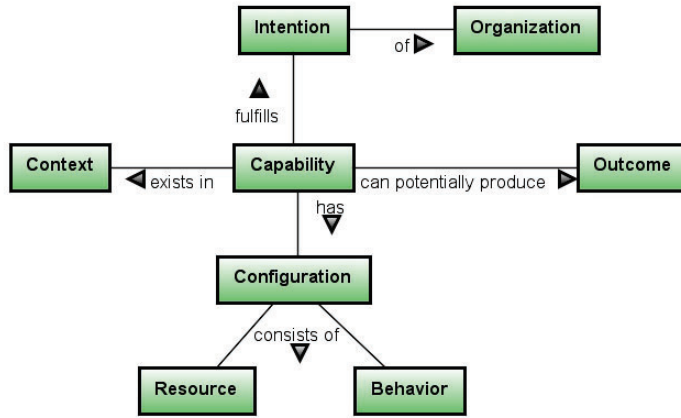 Intention
Organization
of
fulfills
Context
exists in
Capability
can potentially produce
Outcome
has
Configuration
consists of
Resource
Behavior